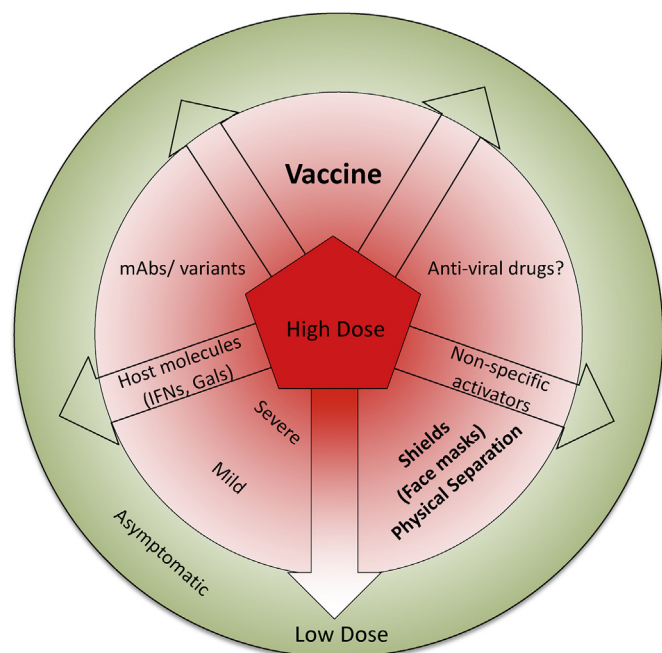 Vaccine
mAbs/ variants
Anti-viral drugs?
High Dose
Host molecules
(IFNs, Gals)
Non-specific
activators
Severe
Mild
Asymptomatic
Shields
(Face masks)
Physical Separation
Low Dose